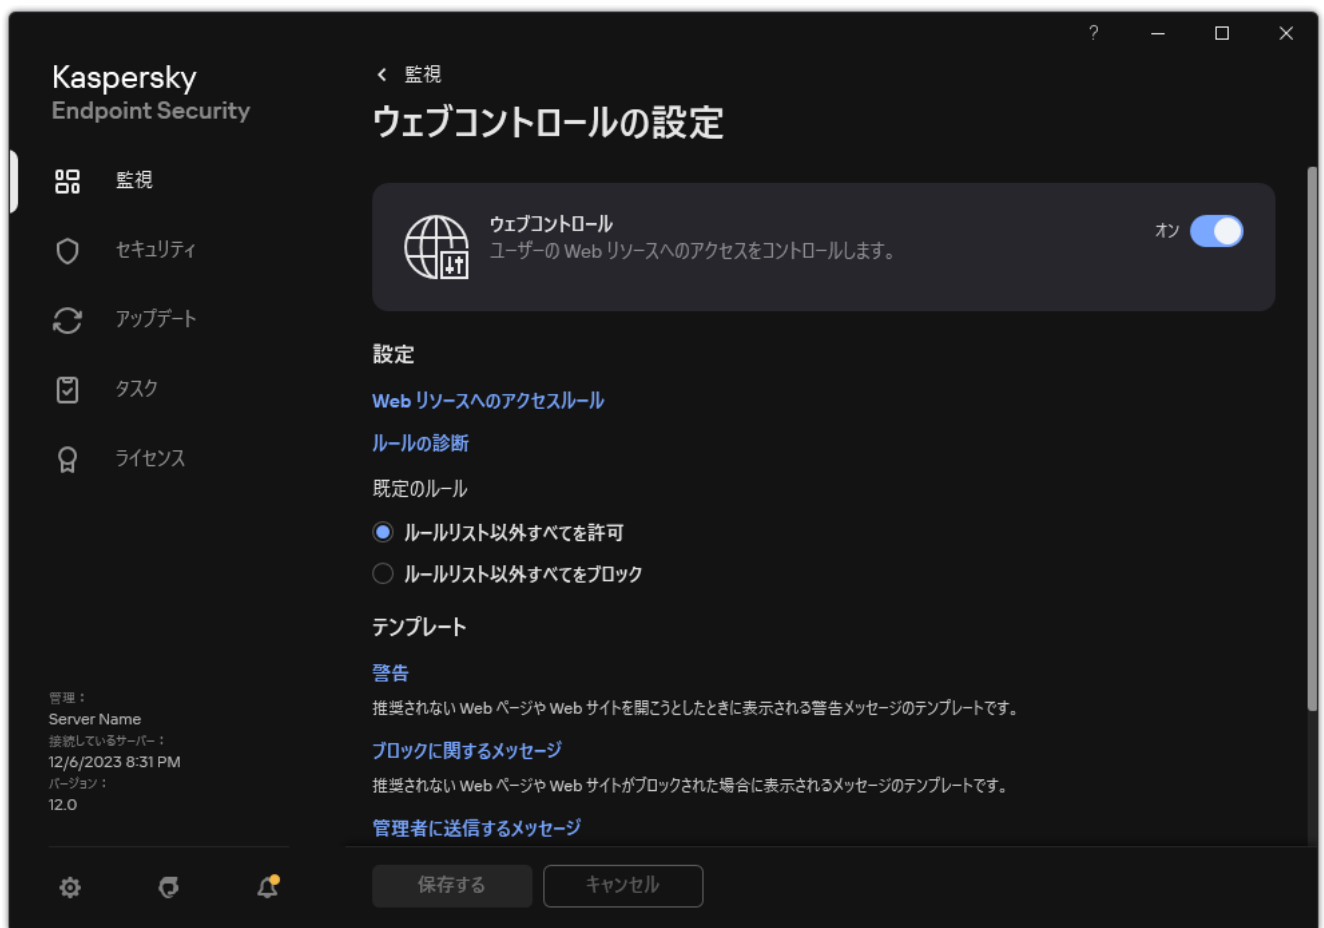 ?
Kaspersky
Endpoint Security
監視
セキュリティ
アップデート
タスク
ライセンス
管理：
Server Name
接続しているサーバー：
12/6/2023 8:31 PM
バージョン：
12.0
監視
ウェブコントロールの設定
ウェブコントロール
ユーザーの Web リソースへのアクセスをコントロールします。
オン
設定
Web リソースへのアクセスルール
ルールの診断
既定のルール
ルールリスト以外すべてを許可
ルールリスト以外すべてをブロック
テンプレート
警告
推奨されない Web ページや Web サイトを開こうとしたときに表示される警告メッセージのテンプレートです。
ブロックに関するメッセージ
推奨されない Web ページや Web サイトがブロックされた場合に表示されるメッセージのテンプレートです。
管理者に送信するメッセージ
保存する
キャンセル